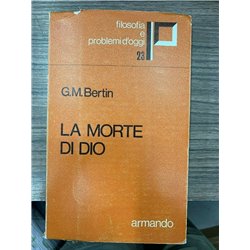 filosofia
e
problemi d'oggi
23
G.M.Bertin
LA MORTE
DI DIO
armando